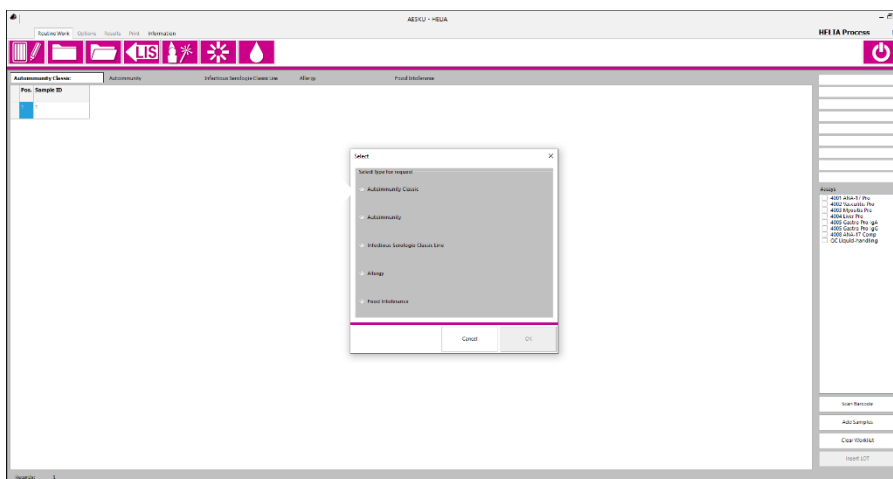 AESKU - HELIA
Routine Work Options Results Print Information
HELIA Process
LIS
Autoimmunity Classic Autoimmunity Infectious Serologie Classic Line Allergy Food Intolerance
Pos. Sample ID
1 1
Select
Select type for request
Autoimmunity Classic
Autoimmunity
Infectious Serologie Classic Line
Allergy
Food Intolerance
Cancel OK
Assays
4001 ANA-17 Pro
4002 Vasculitis Pro
4003 Myositis Pro
4004 Liver Pro
4005 Gastro Pro IgA
4005 Gastro Pro IgG
4008 ANA-17 Comp
QC Liquid-handling
Scan Barcode
Add Samples
Clear Worklist
Insert LOT
Record(s): 1